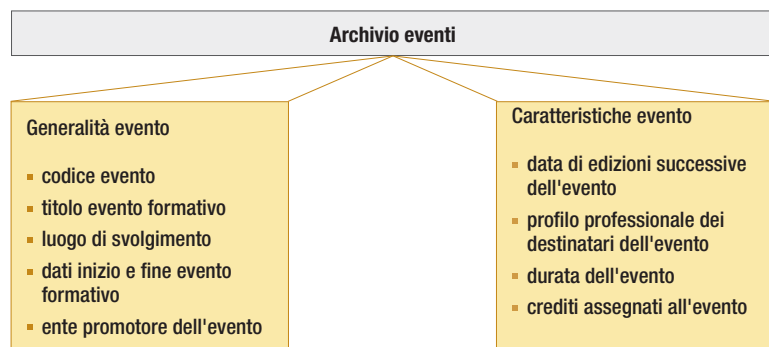 Archivio eventi
Generalità evento
codice evento
titolo evento formativo
luogo di svolgimento
dati inizio e fine evento
formativo
ente promotore dell'evento
Caratteristiche evento
data di edizioni successive
dell'evento
profilo professionale dei
destinatari dell'evento
durata dell'evento
crediti assegnati all'evento